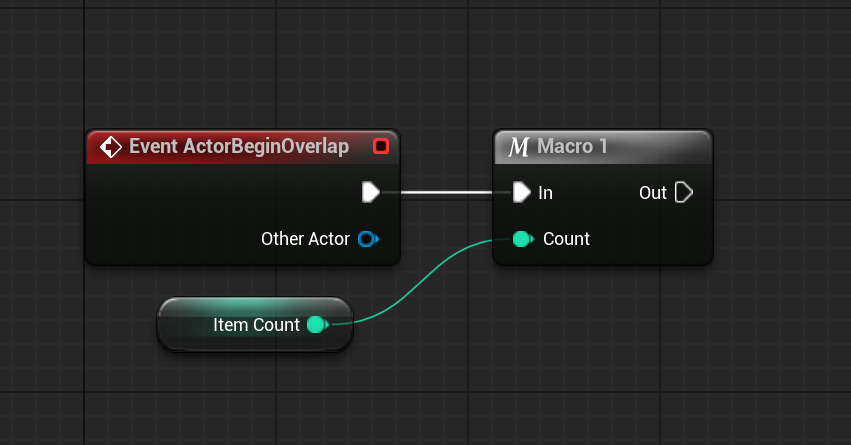 Event ActorBeginOverlap
Other Actor
Item Count
Macro 1
In
Out
Count